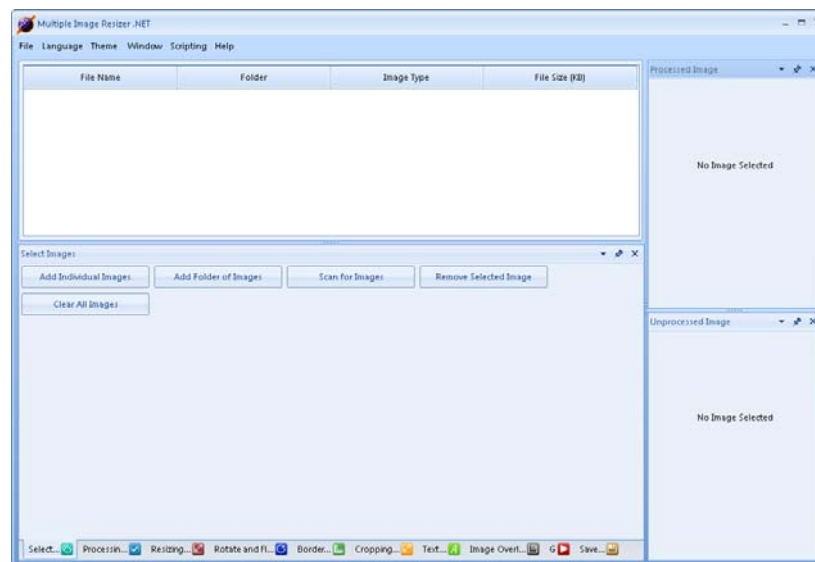 Multiple Image Resizer .NET
File Language Theme Window Scripting Help
File Name Folder Image Type File Size (KB)
Processed Image
No Image Selected
Select Images
Add Individual Images Add Folder of Images Scan for Images Remove Selected Image
Clear All Images
Unprocessed Image
No Image Selected
Select... Processin... Resizing... Rotate and Fl... Border... Cropping... Text... Image Overl... G Save...